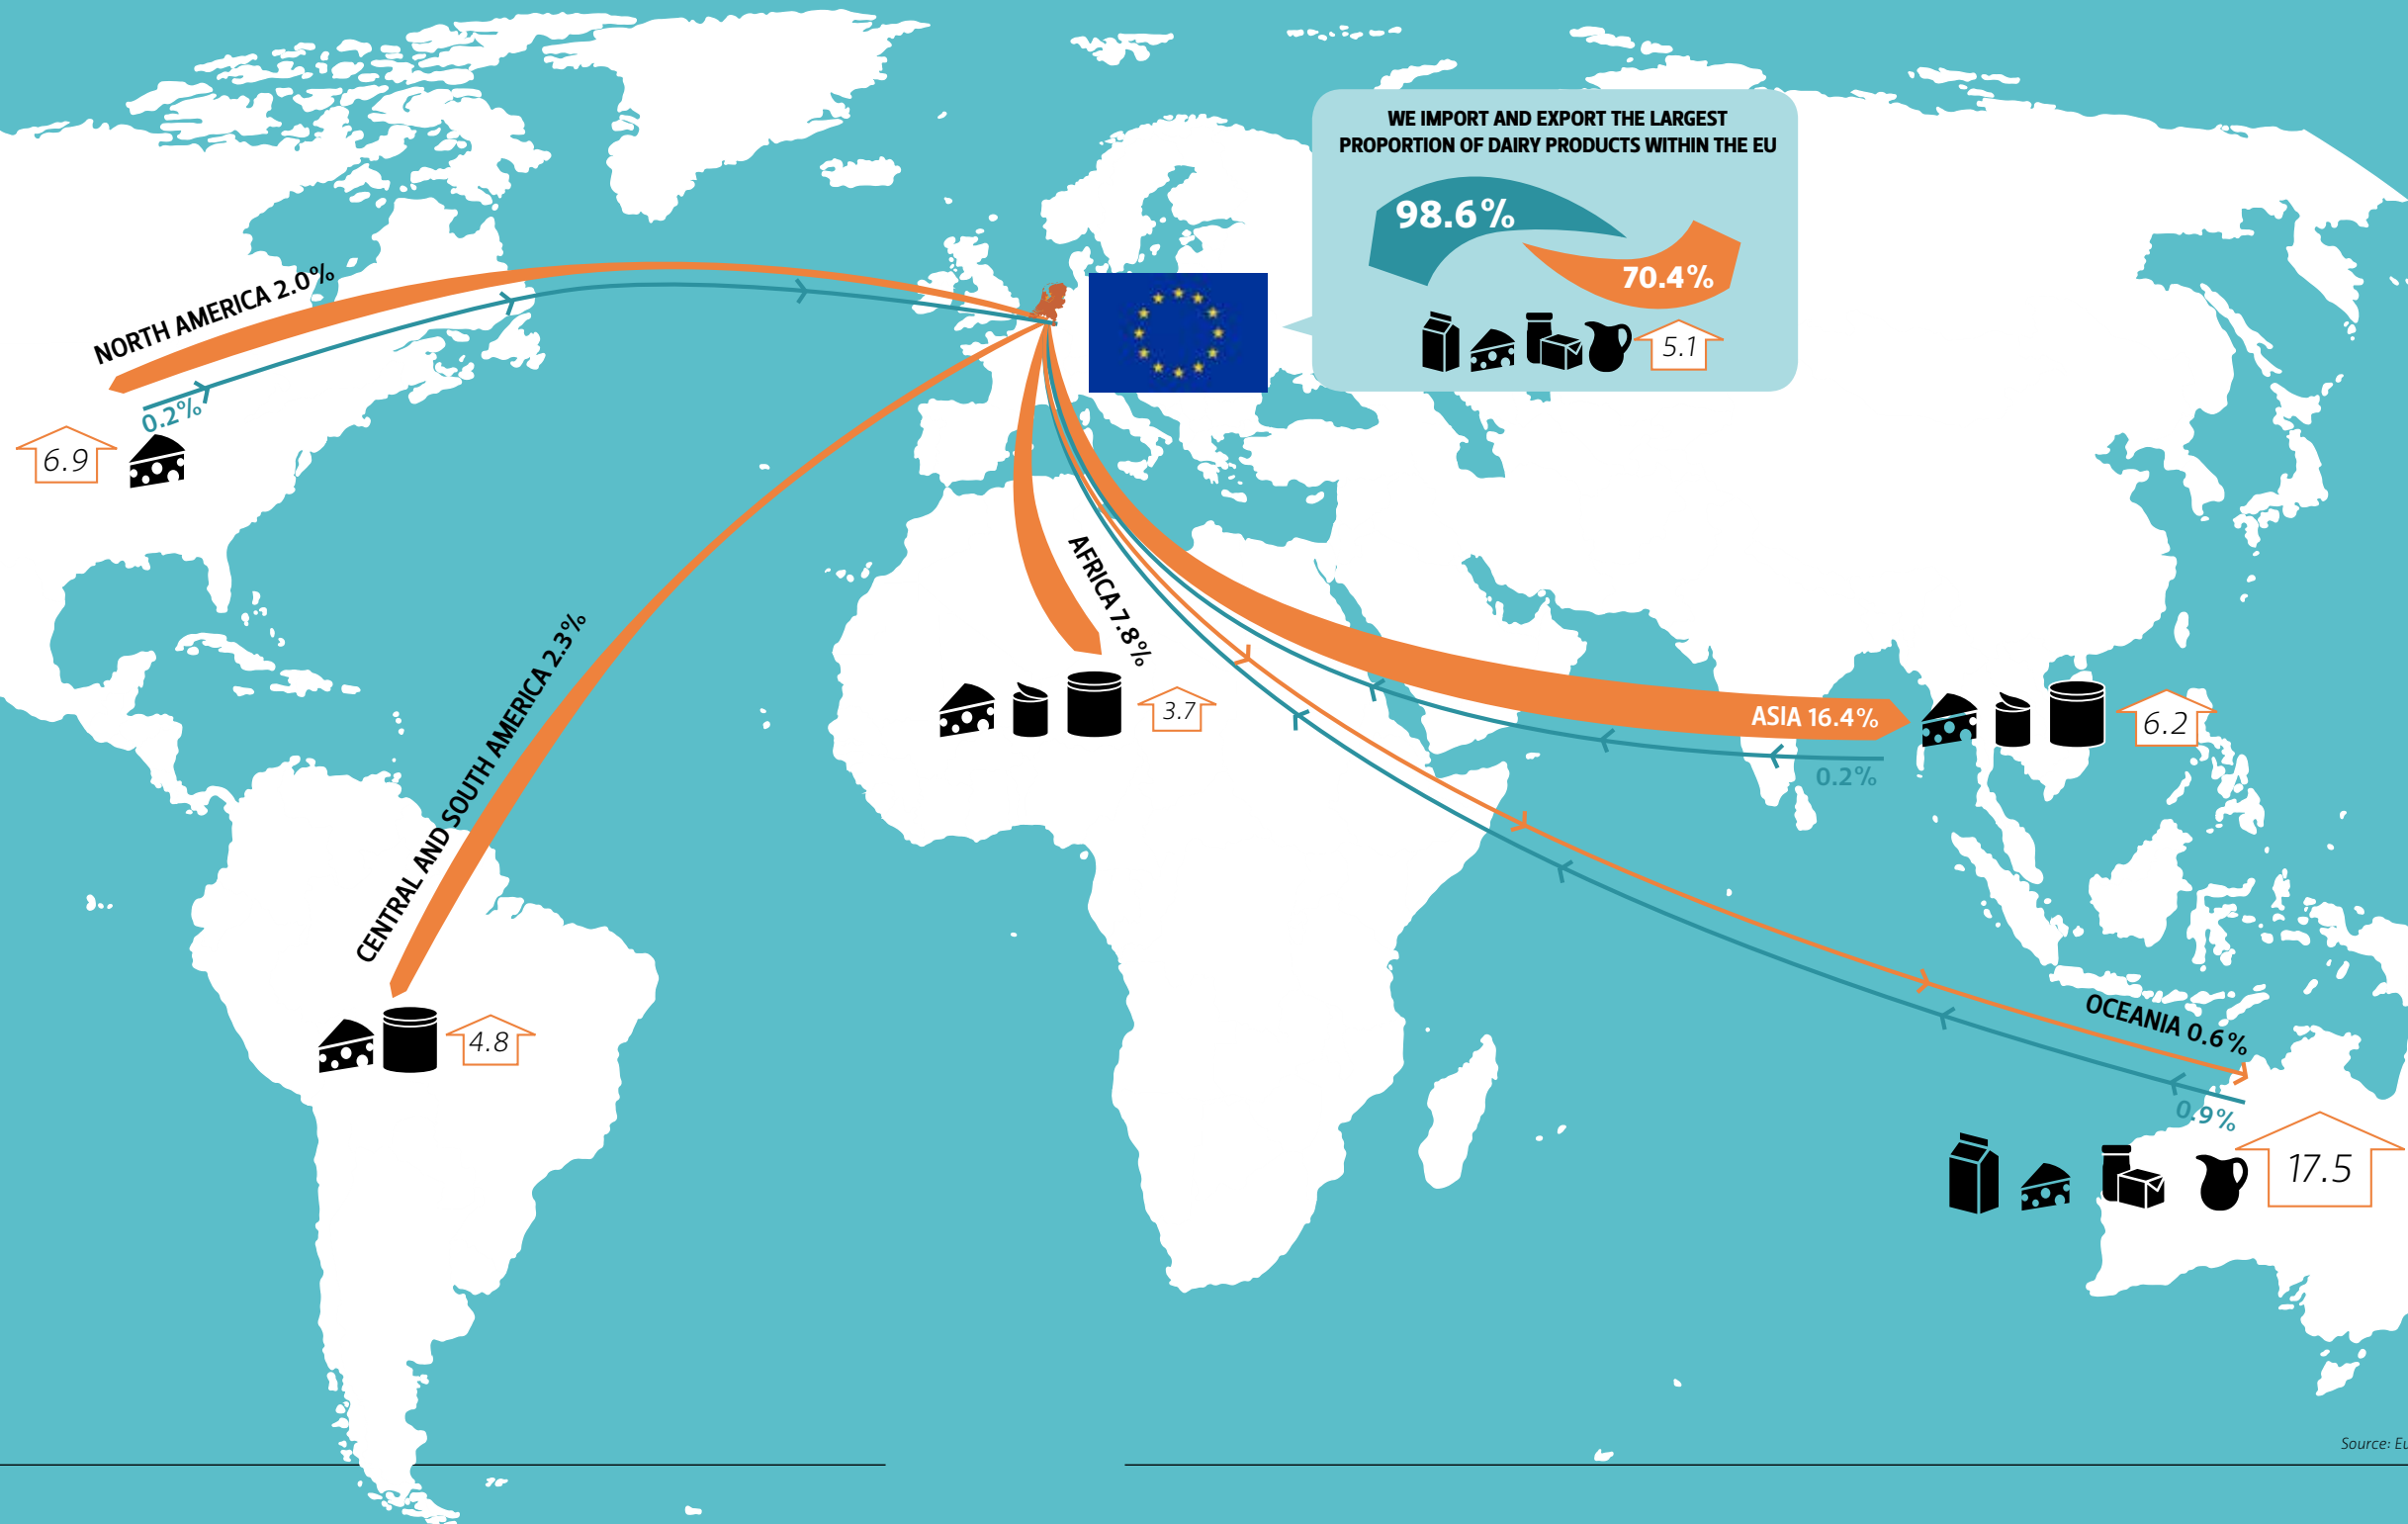 WE IMPORT AND EXPORT THE LARGEST
PROPORTION OF DAIRY PRODUCTS WITHIN THE EU
98.6%
70.4%
5.1
NORTH AMERICA 2.0%
0.2%
6.9
CENTRAL AND SOUTH AMERICA 2.3%
4.8
AFRICA 7.8%
3.7
ASIA 16.4%
0.2%
6.2
OCEANIA 0.6%
0.9%
17.5
Source: Eu